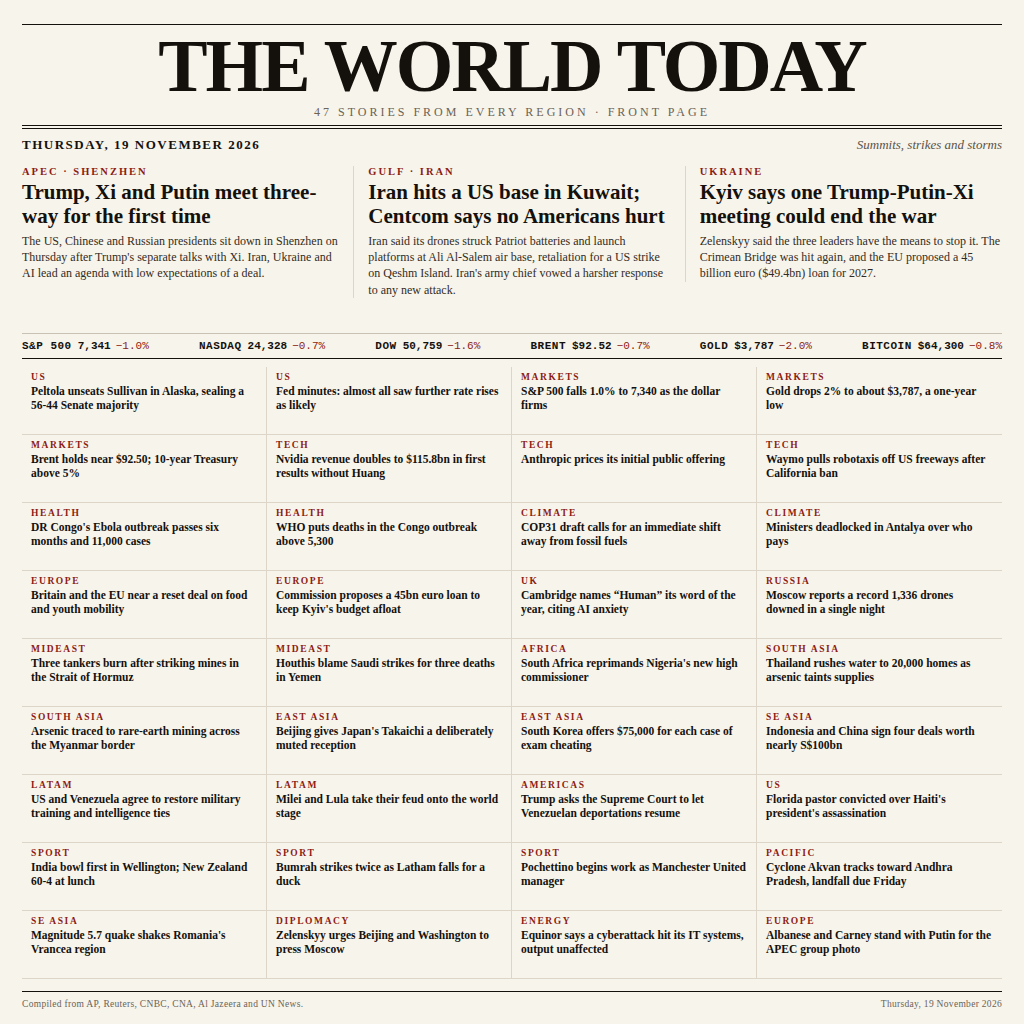 THE WORLD TODAY
47 STORIES FROM EVERY REGION · FRONT PAGE
THURSDAY, 19 NOVEMBER 2026
Summits, strikes and storms
APEC · SHENZHEN
Trump, Xi and Putin meet three-
way for the first time
The US, Chinese and Russian presidents sit down in Shenzhen on
Thursday after Trump's separate talks with Xi. Iran, Ukraine and
AI lead an agenda with low expectations of a deal.
GULF · IRAN
Iran hits a US base in Kuwait;
Centcom says no Americans hurt
Iran said its drones struck Patriot batteries and launch
platforms at Ali Al-Salem air base, retaliation for a US strike
on Qeshm Island. Iran's army chief vowed a harsher response
to any new attack.
UKRAINE
Kyiv says one Trump-Putin-Xi
meeting could end the war
Zelenskyy said the three leaders have the means to stop it. The
Crimean Bridge was hit again, and the EU proposed a 45
billion euro ($49.4bn) loan for 2027.
S&P 500 7,341 −1.0%
NASDAQ 24,328 −0.7%
DOW 50,759 −1.6%
BRENT $92.52 −0.7%
GOLD $3,787 −2.0%
BITCOIN $64,300 −0.8%
US
Peltola unseats Sullivan in Alaska, sealing a
56-44 Senate majority
US
Fed minutes: almost all saw further rate rises
as likely
MARKETS
S&P 500 falls 1.0% to 7,340 as the dollar
firms
MARKETS
Gold drops 2% to about $3,787, a one-year
low
MARKETS
Brent holds near $92.50; 10-year Treasury
above 5%
TECH
Nvidia revenue doubles to $115.8bn in first
results without Huang
TECH
Anthropic prices its initial public offering
TECH
Waymo pulls robotaxis off US freeways after
California ban
HEALTH
DR Congo's Ebola outbreak passes six
months and 11,000 cases
HEALTH
WHO puts deaths in the Congo outbreak
above 5,300
CLIMATE
COP31 draft calls for an immediate shift
away from fossil fuels
CLIMATE
Ministers deadlocked in Antalya over who
pays
EUROPE
Britain and the EU near a reset deal on food
and youth mobility
EUROPE
Commission proposes a 45bn euro loan to
keep Kyiv's budget afloat
UK
Cambridge names “Human” its word of the
year, citing AI anxiety
RUSSIA
Moscow reports a record 1,336 drones
downed in a single night
MIDEAST
Three tankers burn after striking mines in
the Strait of Hormuz
MIDEAST
Houthis blame Saudi strikes for three deaths
in Yemen
AFRICA
South Africa reprimands Nigeria's new high
commissioner
SOUTH ASIA
Thailand rushes water to 20,000 homes as
arsenic taints supplies
SOUTH ASIA
Arsenic traced to rare-earth mining across
the Myanmar border
EAST ASIA
Beijing gives Japan's Takaichi a deliberately
muted reception
EAST ASIA
South Korea offers $75,000 for each case of
exam cheating
SE ASIA
Indonesia and China sign four deals worth
nearly S$100bn
LATAM
US and Venezuela agree to restore military
training and intelligence ties
LATAM
Milei and Lula take their feud onto the world
stage
AMERICAS
Trump asks the Supreme Court to let
Venezuelan deportations resume
US
Florida pastor convicted over Haiti's
president's assassination
SPORT
India bowl first in Wellington; New Zealand
60-4 at lunch
SPORT
Bumrah strikes twice as Latham falls for a
duck
SPORT
Pochettino begins work as Manchester United
manager
PACIFIC
Cyclone Akvan tracks toward Andhra
Pradesh, landfall due Friday
SE ASIA
Magnitude 5.7 quake shakes Romania's
Vrancea region
DIPLOMACY
Zelenskyy urges Beijing and Washington to
press Moscow
ENERGY
Equinor says a cyberattack hit its IT systems,
output unaffected
EUROPE
Albanese and Carney stand with Putin for the
APEC group photo
Compiled from AP, Reuters, CNBC, CNA, Al Jazeera and UN News.
Thursday, 19 November 2026